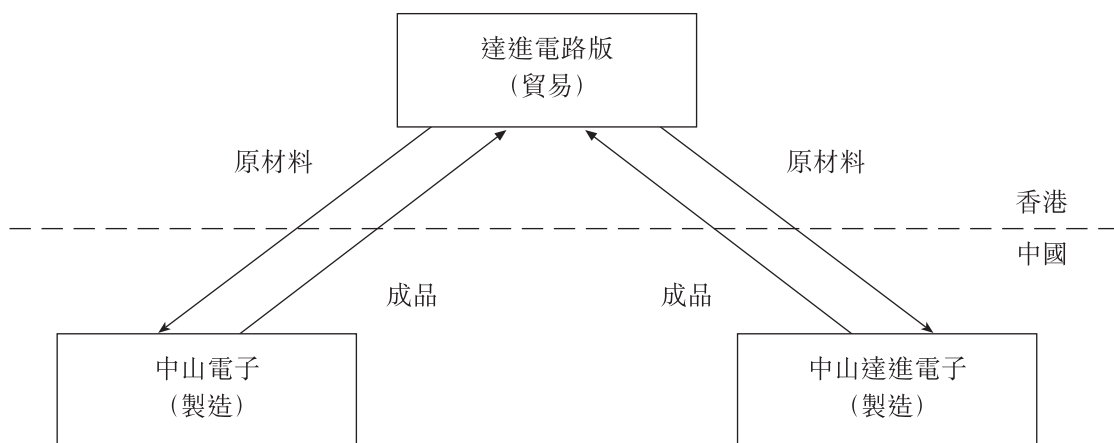 達進電路版
（貿易）
原材料
原材料
香港
中國
成品
成品
中山電子
（製造）
中山達進電子
（製造）